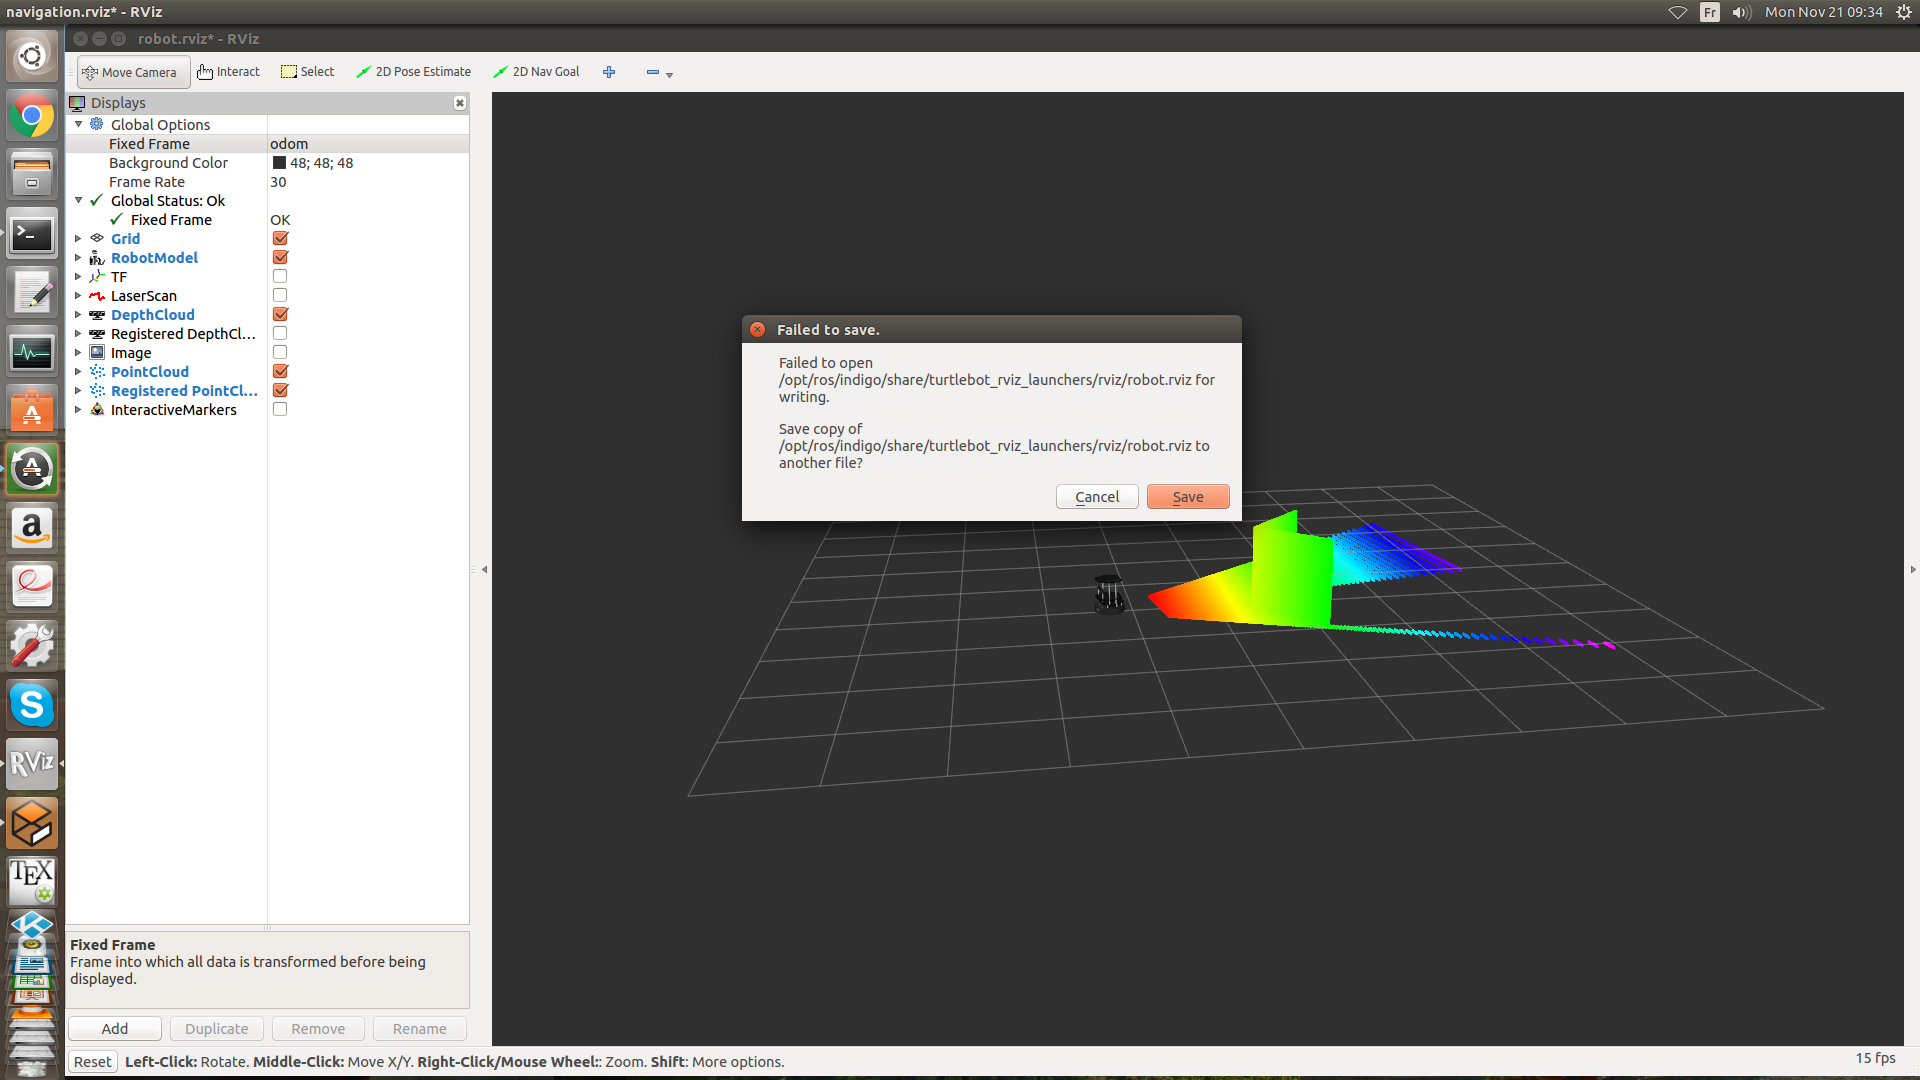 navigation.rviz* - RViz
Fr
Mon Nov 21 09:34
robot.rviz* - RViz
Move Camera
Interact
Select
2D Pose Estimate
2D Nav Goal
Displays
Global Options
Fixed Frame odom
Background Color 48; 48; 48
Frame Rate 30
Global Status: Ok
Fixed Frame OK
Grid
RobotModel
TF
LaserScan
DepthCloud
Registered DepthCl...
Image
PointCloud
Registered PointCl...
InteractiveMarkers
Failed to save.
Failed to open
/opt/ros/indigo/share/turtlebot_rviz_launchers/rviz/robot.rviz for
writing.
Save copy of
/opt/ros/indigo/share/turtlebot_rviz_launchers/rviz/robot.rviz to
another file?
Cancel
Save
RViz
TEX
Fixed Frame
Frame into which all data is transformed before being
displayed.
Add
Duplicate
Remove
Rename
Reset
Left-Click: Rotate. Middle-Click: Move X/Y. Right-Click/Mouse Wheel:: Zoom. Shift: More options.
15 fps